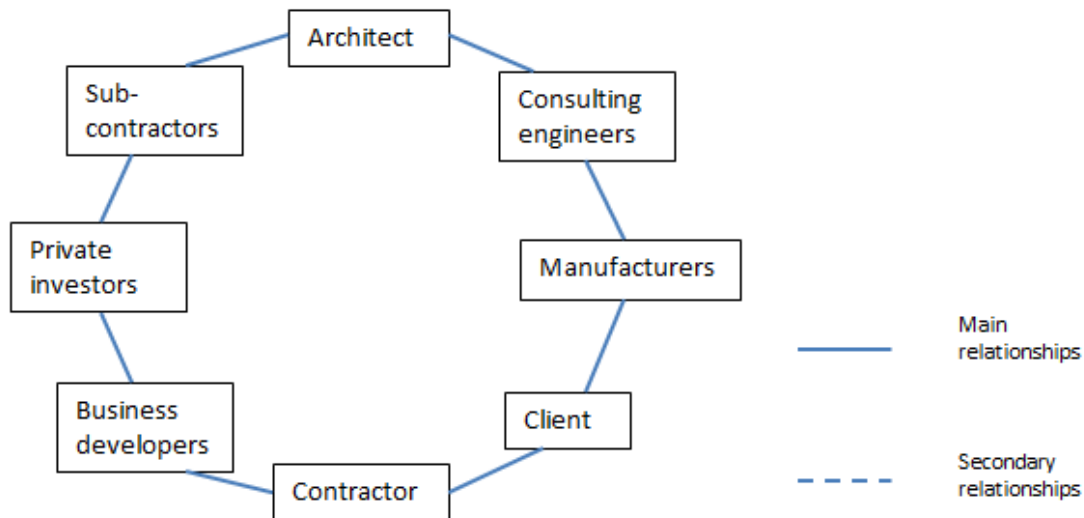 Architect
Sub-
contractors
Consulting
engineers
Private
investors
Manufacturers
Business
developers
Client
Contractor
Main
relationships
Secondary
relationships